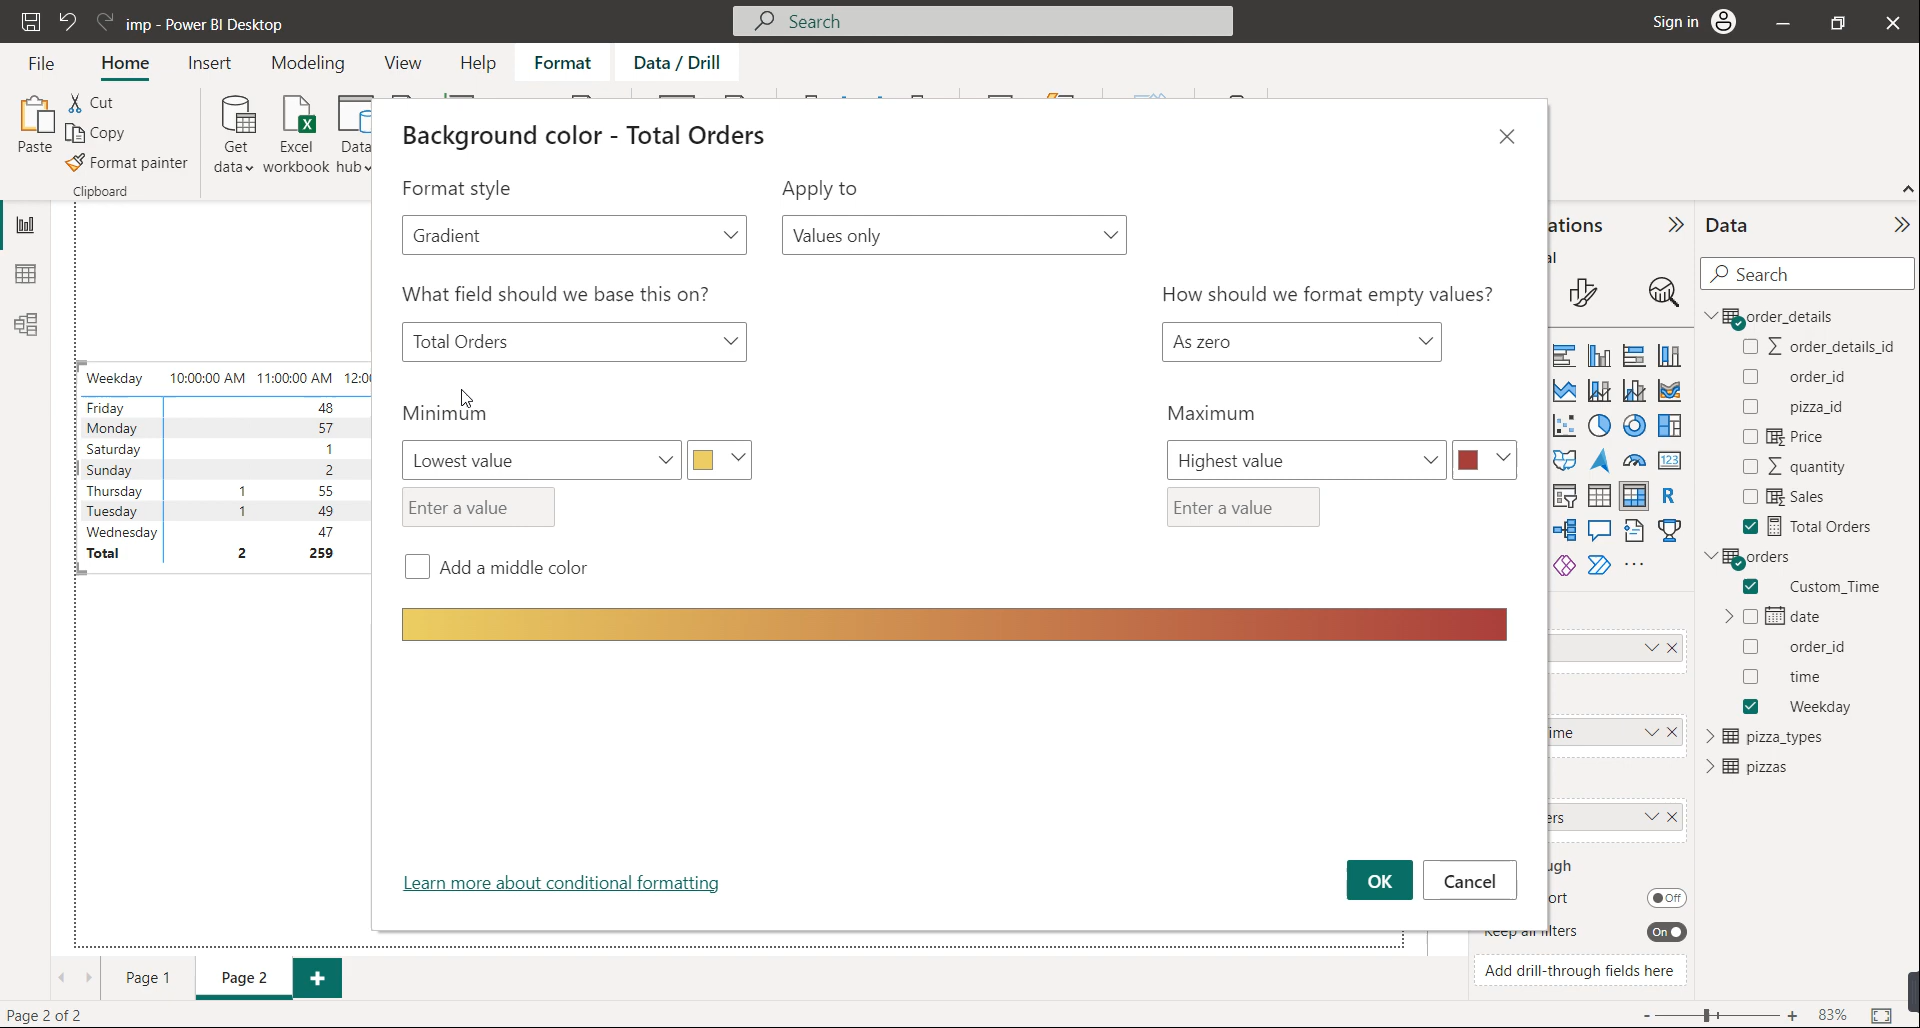 imp - Power BI Desktop
Search
Sign in
File Home Insert Modeling View Help Format Data / Drill
Paste
Cut
Copy
Format painter
Clipboard
Get data
Excel workbook
Data hub
Background color - Total Orders
Format style
Apply to
Gradient
Values only
What field should we base this on?
How should we format empty values?
Total Orders
As zero
Minimum
Maximum
Lowest value
Highest value
Enter a value
Enter a value
Add a middle color
Learn more about conditional formatting
OK
Cancel
Weekday 10:00:00 AM 11:00:00 AM 12:0
Friday 48
Monday 57
Saturday 1
Sunday 2
Thursday 1 55
Tuesday 1 49
Wednesday 47
Total 2 259
ations
al
R
123
ime
ers
ugh
ort
Off
Keep all filters
On
Add drill-through fields here
Data
Search
order_details
order_details_id
order_id
pizza_id
Price
quantity
Sales
Total Orders
orders
Custom_Time
date
order_id
time
Weekday
pizza_types
pizzas
Page 1
Page 2
+
Page 2 of 2
- + 83%